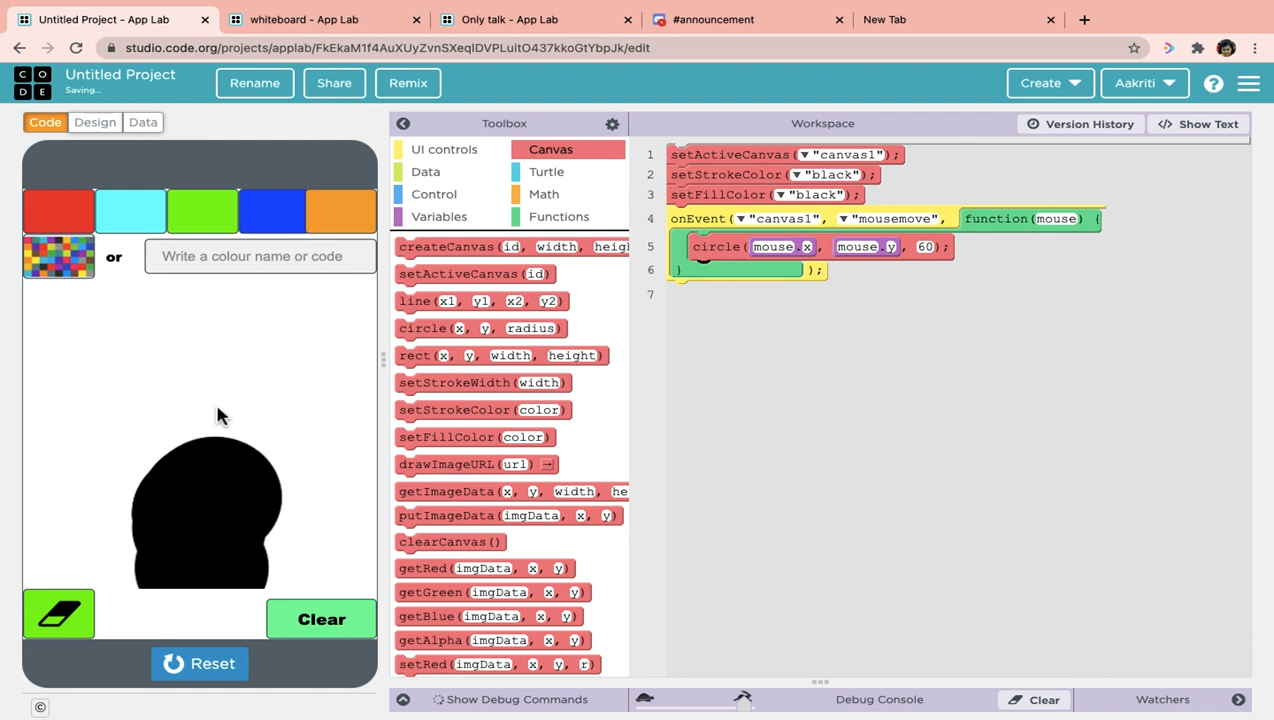 Untitled Project - App Lab
whiteboard - App Lab
Only talk - App Lab
#announcement
New Tab
studio.code.org/projects/applab/FkEkaM1f4AuXUyZvnSXeqlDVPLuitO437kkoGtYbpJk/edit
C O D E
Untitled Project
Saving...
Rename
Share
Remix
Create
Aakriti
?
Code
Design
Data
Toolbox
Workspace
Version History
</> Show Text
UI controls
Canvas
Data
Turtle
Control
Math
Variables
Functions
or
Write a colour name or code
Clear
Reset
createCanvas(id, width, heigh
setActiveCanvas(id)
line(x1, y1, x2, y2)
circle(x, y, radius)
rect(x, y, width, height)
setStrokeWidth(width)
setStrokeColor(color)
setFillColor(color)
drawImageURL(url)
getImageData(x, y, width, he
putImageData(imgData, x, y)
clearCanvas()
getRed(imgData, x, y)
getGreen(imgData, x, y)
getBlue(imgData, x, y)
getAlpha(imgData, x, y)
setRed(imgData, x, y, r)
1 setActiveCanvas(▼"canvas1");
2 setStrokeColor(▼"black");
3 setFillColor(▼"black");
4 onEvent(▼"canvas1", ▼"mousemove", function(mouse) {
5 circle(mouse.x, mouse.y, 60);
6 });
7
©
Show Debug Commands
Debug Console
Clear
Watchers